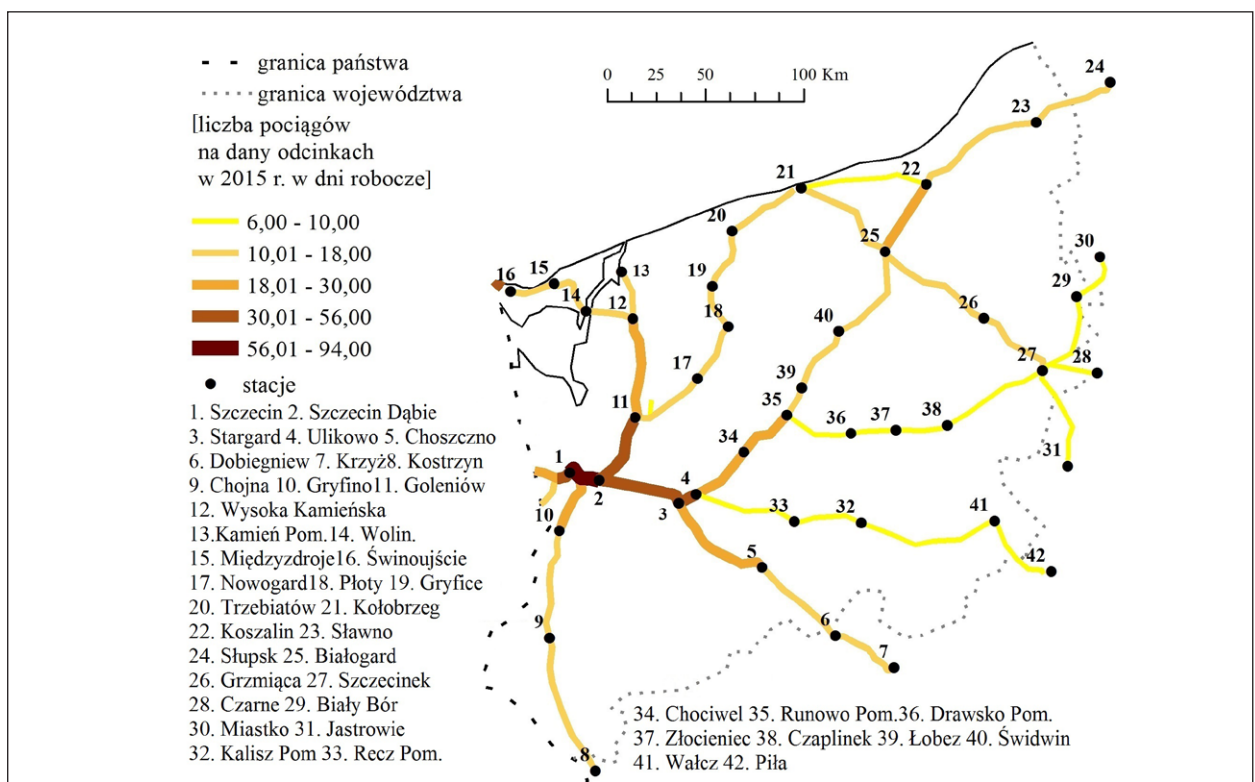 granica państwa
granica województwa
[liczba pociągów
na dany odcinkach
w 2015 r. w dni robocze]
6,00 - 10,00
10,01 - 18,00
18,01 - 30,00
30,01 - 56,00
56,01 - 94,00
stacje
1. Szczecin 2. Szczecin Dąbie
3. Stargard 4. Ulikowo 5. Choszczno
6. Dobiegniew 7. Krzyż8. Kostrzyn
9. Chojna 10. Gryfino11. Goleniów
12. Wysoka Kamieńska
13.Kamień Pom.14. Wolin.
15. Międzyzdroje16. Świnoujście
17. Nowogard18. Płoty 19. Gryfice
20. Trzebiatów 21. Kołobrzeg
22. Koszalin 23. Sławno
24. Słupsk 25. Białogard
26. Grzmiąca 27. Szczecinek
28. Czarne 29. Biały Bór
30. Miastko 31. Jastrowie
32. Kalisz Pom 33. Recz Pom.
34. Chociwel 35. Runowo Pom.36. Drawsko Pom.
37. Złocieniec 38. Czaplinek 39. Łobez 40. Świdwin
41. Wałcz 42. Piła
0 25 50 100 Km
24
23
21
22
20
25
30
16
15
13
29
19
14
12
18
26
40
27
28
17
39
11
35
36
37
38
34
31
1
2
4
3
33
32
41
10
5
42
9
6
7
8